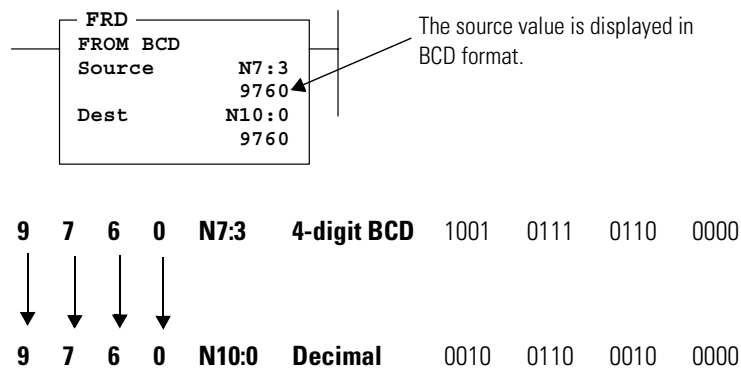 FRD
FROM BCD
Source N7:3
9760
Dest N10:0
9760
The source value is displayed in
BCD format.
9 7 6 0 N7:3 4-digit BCD 1001 0111 0110 0000
9 7 6 0 N10:0 Decimal 0010 0110 0010 0000